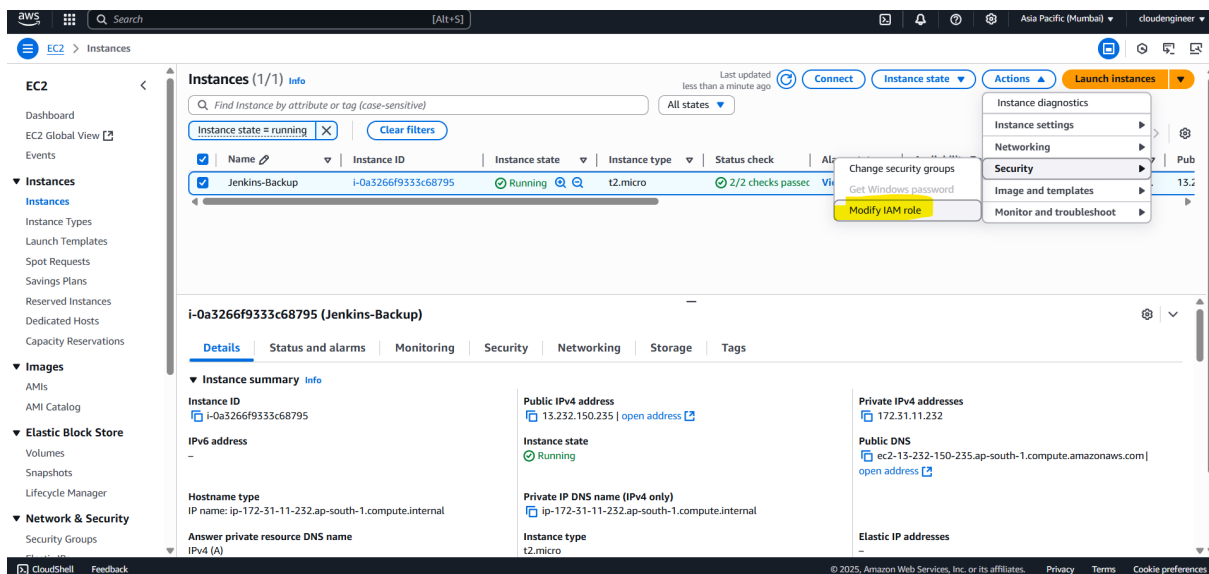 aws
Search [Alt+S] Asia Pacific (Mumbai) cloudengineer
EC2 > Instances
EC2
Dashboard
EC2 Global View
Events
Instances
Instances
Instance Types
Launch Templates
Spot Requests
Savings Plans
Reserved Instances
Dedicated Hosts
Capacity Reservations
Images
AMIs
AMI Catalog
Elastic Block Store
Volumes
Snapshots
Lifecycle Manager
Network & Security
Security Groups
Instances (1/1) Info
Last updated
less than a minute ago
Connect Instance state Actions Launch instances
Find Instance by attribute or tag (case-sensitive) All states
Instance state = running Clear filters
Name Instance ID Instance state Instance type Status check Pub
Jenkins-Backup i-0a3266f9333c68795 Running t2.micro 2/2 checks passec 13.2
Instance diagnostics
Instance settings
Networking
Security
Image and templates
Monitor and troubleshoot
Change security groups
Get Windows password
Modify IAM role
i-0a3266f9333c68795 (Jenkins-Backup)
Details Status and alarms Monitoring Security Networking Storage Tags
Instance summary Info
Instance ID
i-0a3266f9333c68795
Public IPv4 address
13.232.150.235 | open address
Private IPv4 addresses
172.31.11.232
IPv6 address
–
Instance state
Running
Public DNS
ec2-13-232-150-235.ap-south-1.compute.amazonaws.com |
open address
Hostname type
IP name: ip-172-31-11-232.ap-south-1.compute.internal
Private IP DNS name (IPv4 only)
ip-172-31-11-232.ap-south-1.compute.internal
Answer private resource DNS name
IPv4 (A)
Instance type
t2.micro
Elastic IP addresses
–
CloudShell Feedback © 2025, Amazon Web Services, Inc. or its affiliates. Privacy Terms Cookie preferences